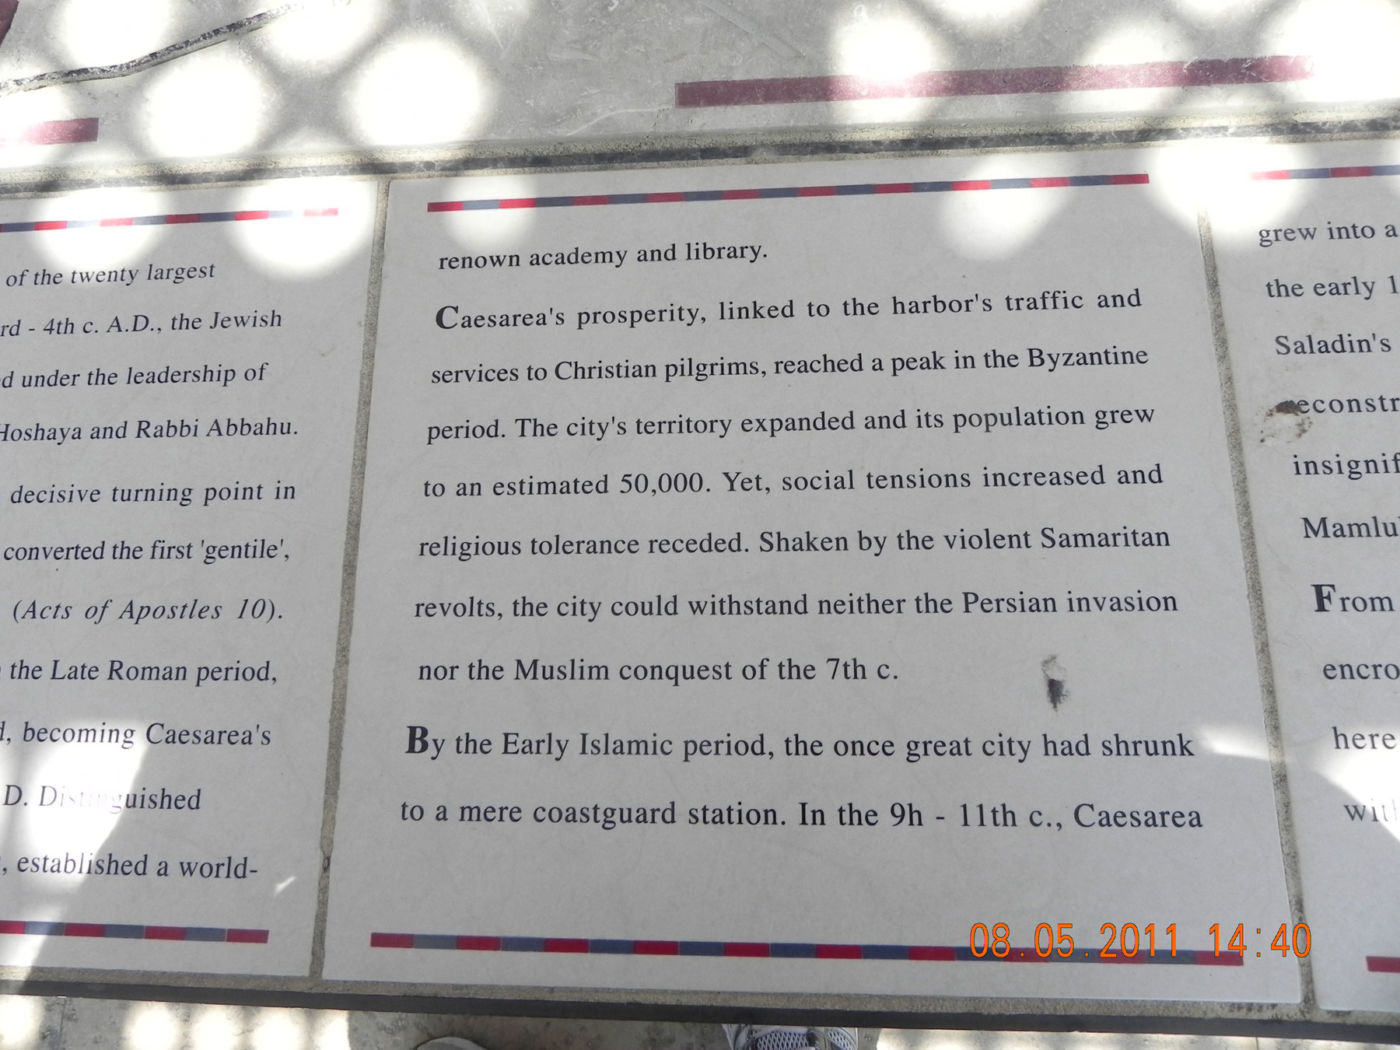 of the twenty largest
rd - 4th c. A.D., the Jewish
d under the leadership of
Hoshaya and Rabbi Abbahu.
decisive turning point in
converted the first 'gentile',
(Acts of Apostles 10).
the Late Roman period,
d, becoming Caesarea's
D. Distinguished
, established a world-
renown academy and library.
Caesarea's prosperity, linked to the harbor's traffic and
services to Christian pilgrims, reached a peak in the Byzantine
period. The city's territory expanded and its population grew
to an estimated 50,000. Yet, social tensions increased and
religious tolerance receded. Shaken by the violent Samaritan
revolts, the city could withstand neither the Persian invasion
nor the Muslim conquest of the 7th c.
By the Early Islamic period, the once great city had shrunk
to a mere coastguard station. In the 9h - 11th c., Caesarea
grew into a
the early 1
Saladin's
reconstr
insignif
Mamlu
From
encro
here
with
08.05.2011 14:40